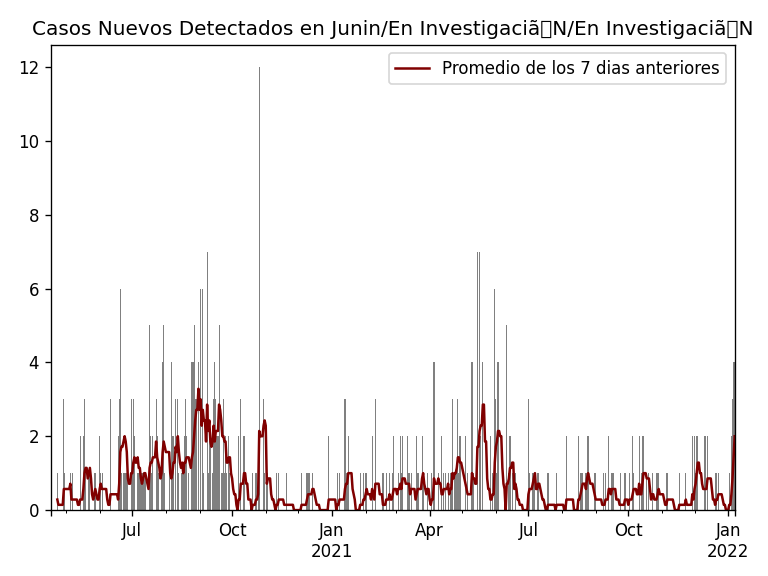 Casos Nuevos Detectados en Junin/En Investigaciã▯N/En Investigaciã▯N
Promedio de los 7 dias anteriores
12
10
8
6
4
2
0
Jul Oct Jan Apr Jul Oct Jan
2021 2022